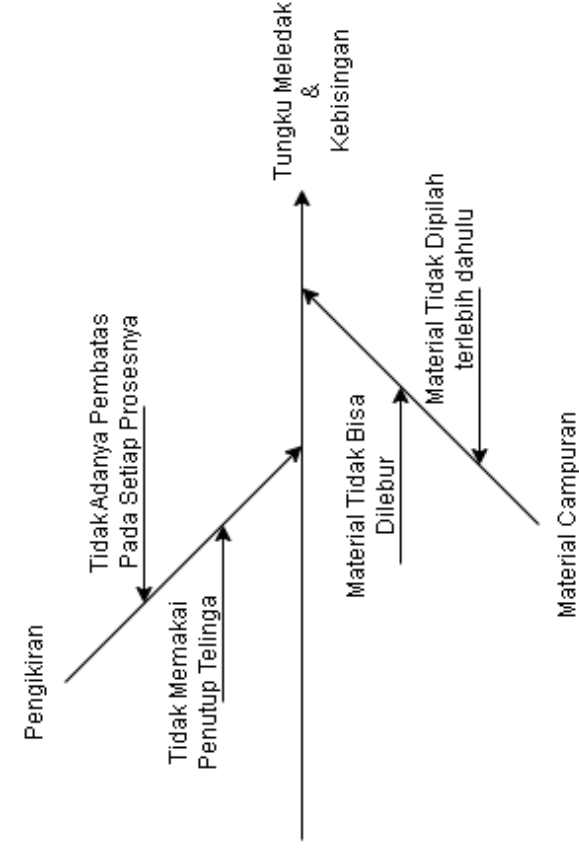 Pengikiran
Tidak Adanya Pembatas
Pada Setiap Prosesnya
Tidak Memakai
Penutup Telinga
Tungku Meledak
&
Kebisingan
Material Tidak Bisa
Dilebur
Material Tidak Dipilah
terlebih dahulu
Material Campuran